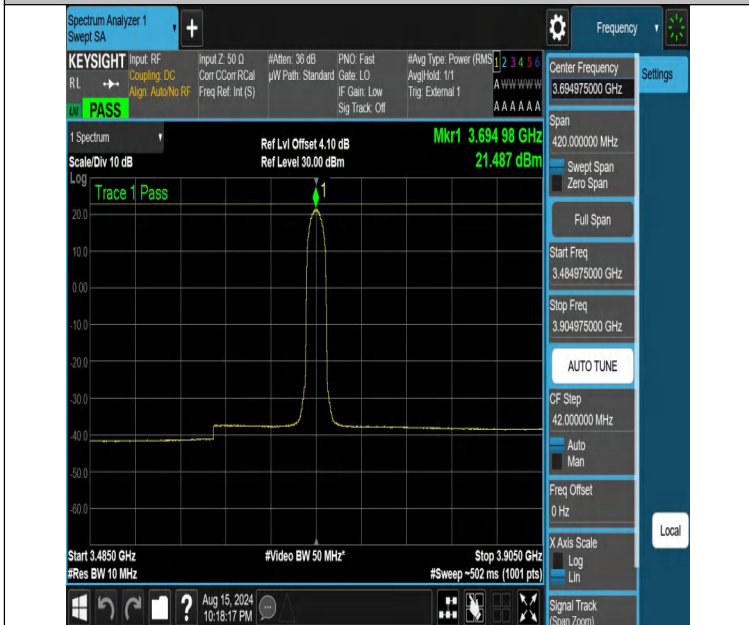 Spectrum Analyzer 1
Swept SA
+
Frequency
KEYSIGHT
RL
PASS
Input: RF
Coupling: DC
Align: Auto/No RF
Input Z: 50 Ω
Corr CCorr RCal
Freq Ref: Int (S)
#Atten: 36 dB
µW Path: Standard
PNO: Fast
Gate: LO
IF Gain: Low
Sig Track: Off
#Avg Type: Power (RMS
Avg|Hold: 1/1
Trig: External 1
1 2 3 4 5 6
A W W W W W
A A A A A A
1 Spectrum
Scale/Div 10 dB
Ref Lvl Offset 4.10 dB
Ref Level 30.00 dBm
Mkr1 3.694 98 GHz
21.487 dBm
Log
Trace 1 Pass
1
20.0
10.0
0.00
-10.0
-20.0
-30.0
-40.0
-50.0
-60.0
Start 3.4850 GHz
#Res BW 10 MHz
#Video BW 50 MHz*
Stop 3.9050 GHz
#Sweep ~502 ms (1001 pts)
Center Frequency
3.694975000 GHz
Settings
Span
420.000000 MHz
Swept Span
Zero Span
Full Span
Start Freq
3.484975000 GHz
Stop Freq
3.904975000 GHz
AUTO TUNE
CF Step
42.000000 MHz
Auto
Man
Freq Offset
0 Hz
X Axis Scale
Log
Lin
Local
Signal Track
(Span Zoom)
?
Aug 15, 2024
10:18:17 PM